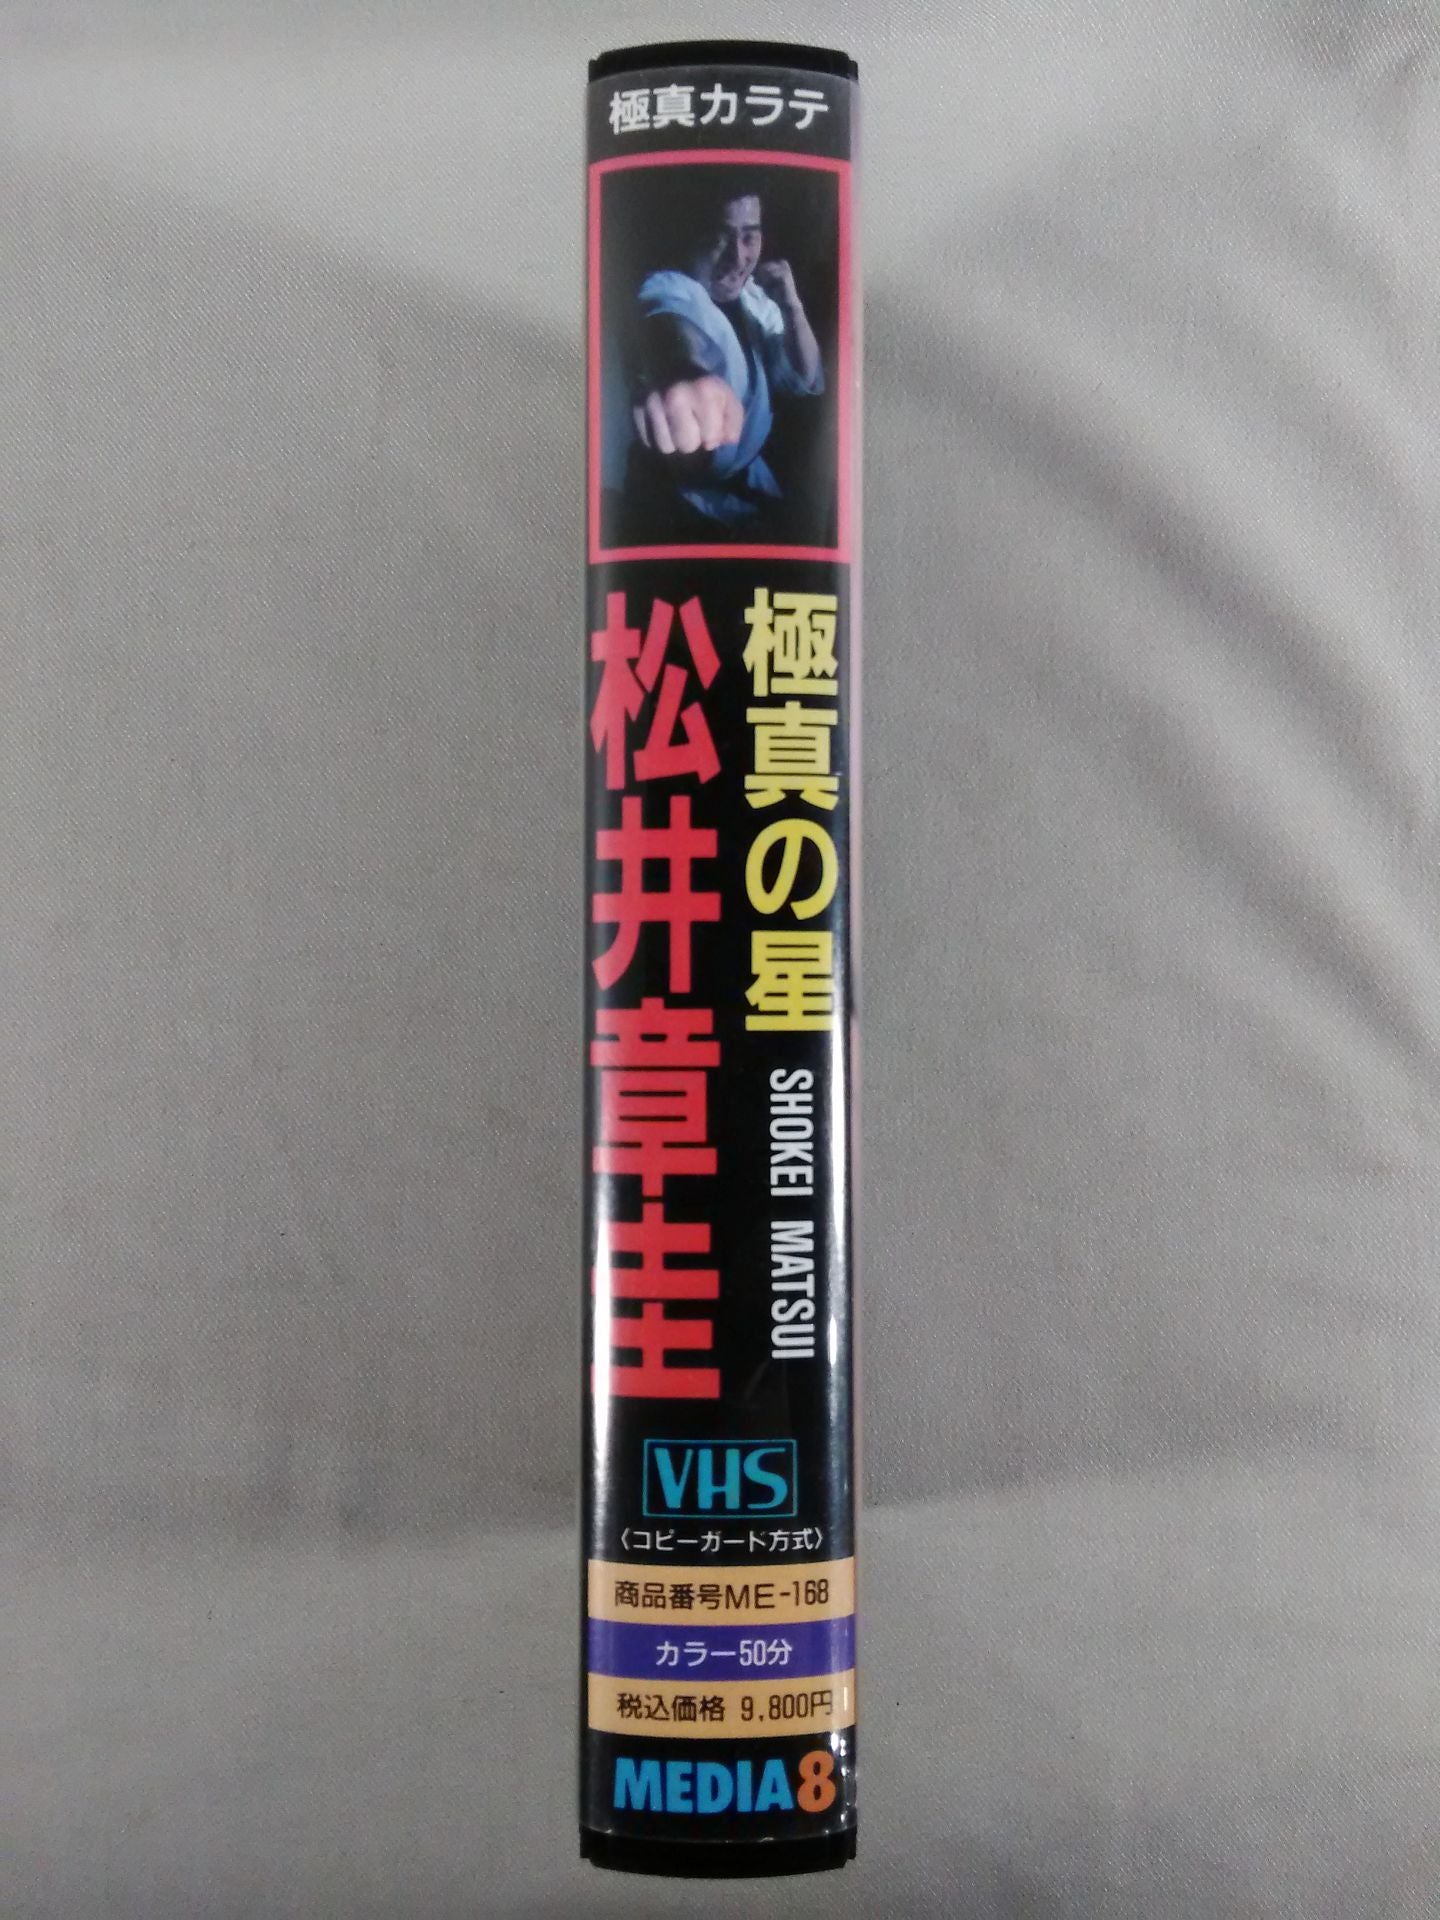 極真カラテ
極真の星
SHOKEI MATSUI
松井章圭
VHS
〈コピーガード方式〉
商品番号ME-168
カラー50分
税込価格 9,800円
MEDIA8